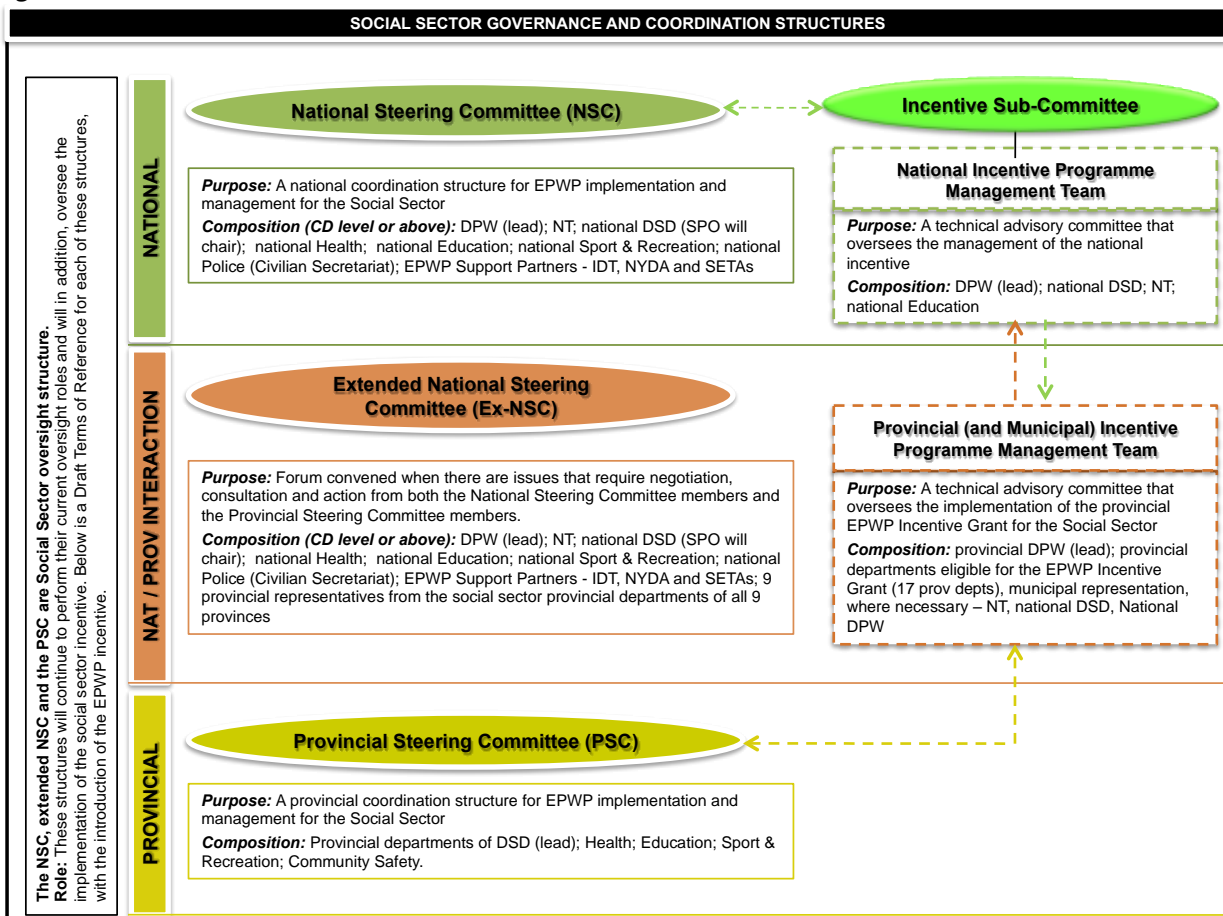 SOCIAL SECTOR GOVERNANCE AND COORDINATION STRUCTURES
The NSC, extended NSC and the PSC are Social Sector oversight structure.
Role: These structures will continue to perform their current oversight roles and will in addition, oversee the
implementation of the social sector incentive. Below is a Draft Terms of Reference for each of these structures,
with the introduction of the EPWP incentive.
NATIONAL
National Steering Committee (NSC)
Purpose: A national coordination structure for EPWP implementation and
management for the Social Sector
Composition (CD level or above): DPW (lead); NT; national DSD (SPO will
chair); national Health; national Education; national Sport & Recreation; national
Police (Civilian Secretariat); EPWP Support Partners - IDT, NYDA and SETAs
Incentive Sub-Committee
National Incentive Programme
Management Team
Purpose: A technical advisory committee that
oversees the management of the national
incentive
Composition: DPW (lead); national DSD; NT;
national Education
NAT / PROV INTERACTION
Extended National Steering
Committee (Ex-NSC)
Purpose: Forum convened when there are issues that require negotiation,
consultation and action from both the National Steering Committee members and
the Provincial Steering Committee members.
Composition (CD level or above): DPW (lead); NT; national DSD (SPO will
chair); national Health; national Education; national Sport & Recreation; national
Police (Civilian Secretariat); EPWP Support Partners - IDT, NYDA and SETAs; 9
provincial representatives from the social sector provincial departments of all 9
provinces
Provincial (and Municipal) Incentive
Programme Management Team
Purpose: A technical advisory committee that
oversees the implementation of the provincial
EPWP Incentive Grant for the Social Sector
Composition: provincial DPW (lead); provincial
departments eligible for the EPWP Incentive
Grant (17 prov depts), municipal representation,
where necessary – NT, national DSD, National
DPW
PROVINCIAL
Provincial Steering Committee (PSC)
Purpose: A provincial coordination structure for EPWP implementation and
management for the Social Sector
Composition: Provincial departments of DSD (lead); Health; Education; Sport &
Recreation; Community Safety.